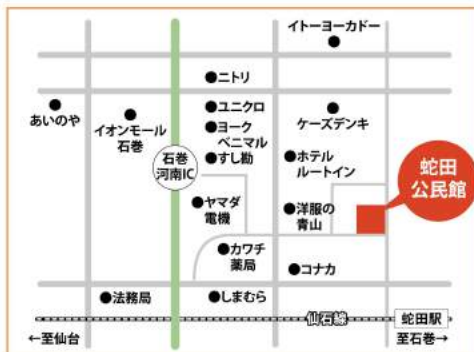 イトーヨーカドー
ニトリ
あいのや
イオンモール
石巻
ユニクロ
ヨーク
ベニマル
すし勘
ケーズデンキ
石巻
河南IC
ホテル
ルートイン
蛇田
公民館
ヤマダ
電機
洋服の
青山
カワチ
薬局
コナカ
法務局
しまむら
仙石線
蛇田駅
←至仙台
至石巻→